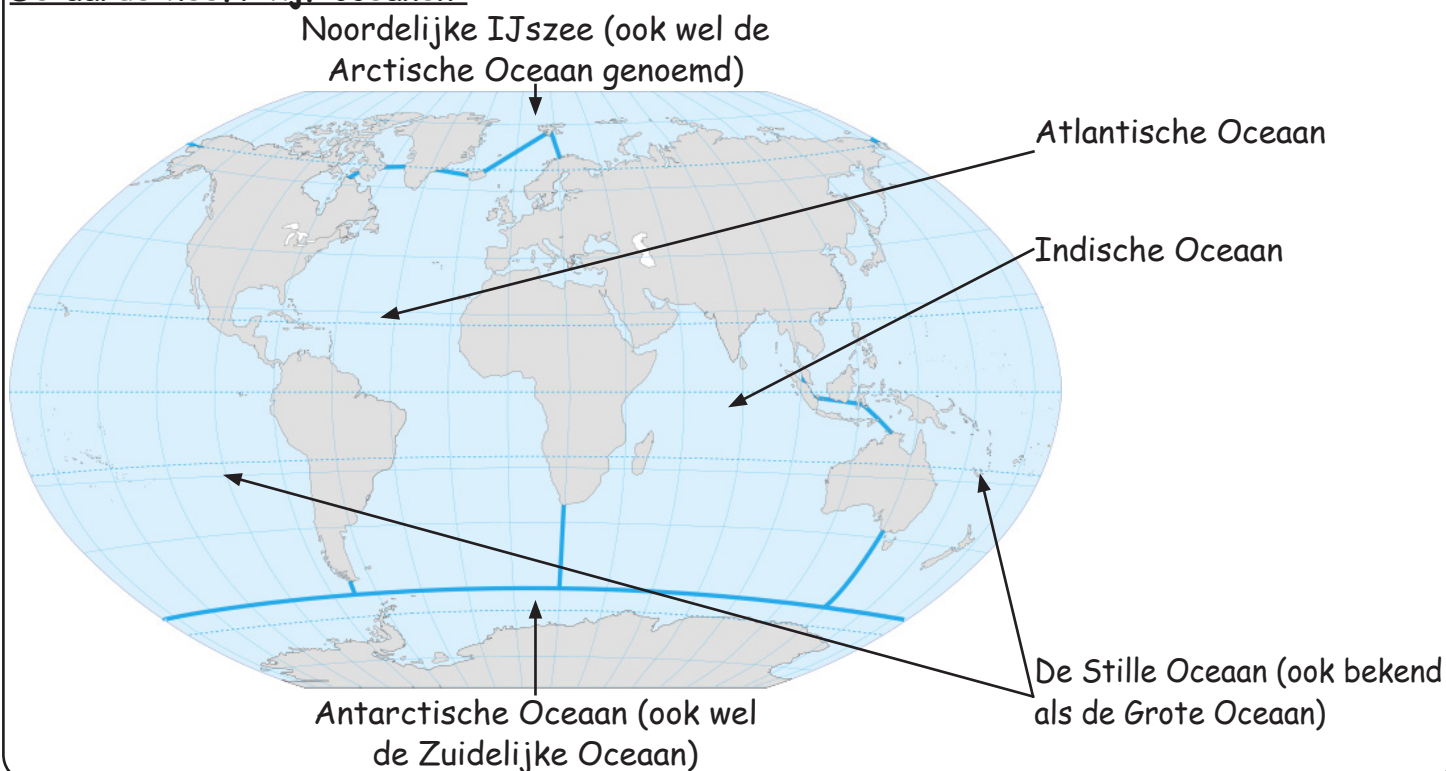 Noordelijke IJszee (ook wel de
Arctische Oceaan genoemd)
Atlantische Oceaan
Indische Oceaan
De Stille Oceaan (ook bekend
als de Grote Oceaan)
Antarctische Oceaan (ook wel
de Zuidelijke Oceaan)